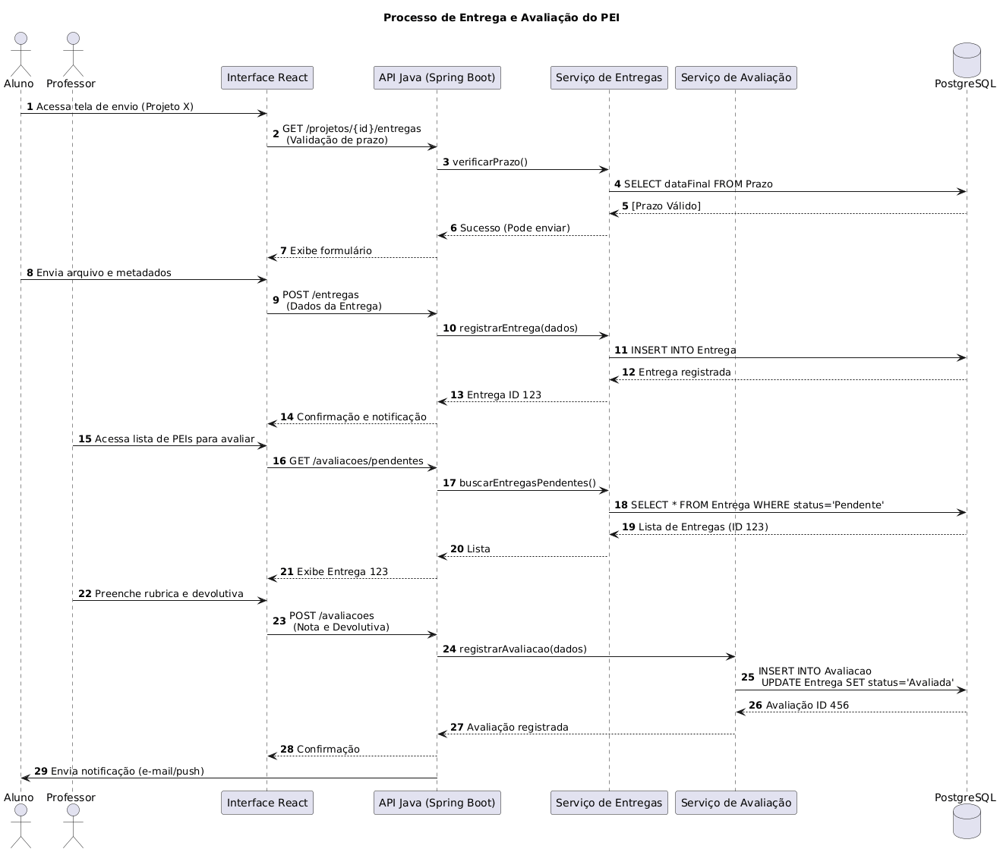 Processo de Entrega e Avaliação do PEI
Aluno
Professor
Interface React
API Java (Spring Boot)
Serviço de Entregas
Serviço de Avaliação
PostgreSQL
1 Acessa tela de envio (Projeto X)
2 GET /projetos/{id}/entregas
(Validação de prazo)
3 verificarPrazo()
4 SELECT dataFinal FROM Prazo
5 [Prazo Válido]
6 Sucesso (Pode enviar)
7 Exibe formulário
8 Envia arquivo e metadados
9 POST /entregas
(Dados da Entrega)
10 registrarEntrega(dados)
11 INSERT INTO Entrega
12 Entrega registrada
13 Entrega ID 123
14 Confirmação e notificação
15 Acessa lista de PEIs para avaliar
16 GET /avaliacoes/pendentes
17 buscarEntregasPendentes()
18 SELECT * FROM Entrega WHERE status='Pendente'
19 Lista de Entregas (ID 123)
20 Lista
21 Exibe Entrega 123
22 Preenche rubrica e devolutiva
23 POST /avaliacoes
(Nota e Devolutiva)
24 registrarAvaliacao(dados)
25 INSERT INTO Avaliacao
UPDATE Entrega SET status='Avaliada'
26 Avaliação ID 456
27 Avaliação registrada
28 Confirmação
29 Envia notificação (e-mail/push)
Aluno
Professor
Interface React
API Java (Spring Boot)
Serviço de Entregas
Serviço de Avaliação
PostgreSQL